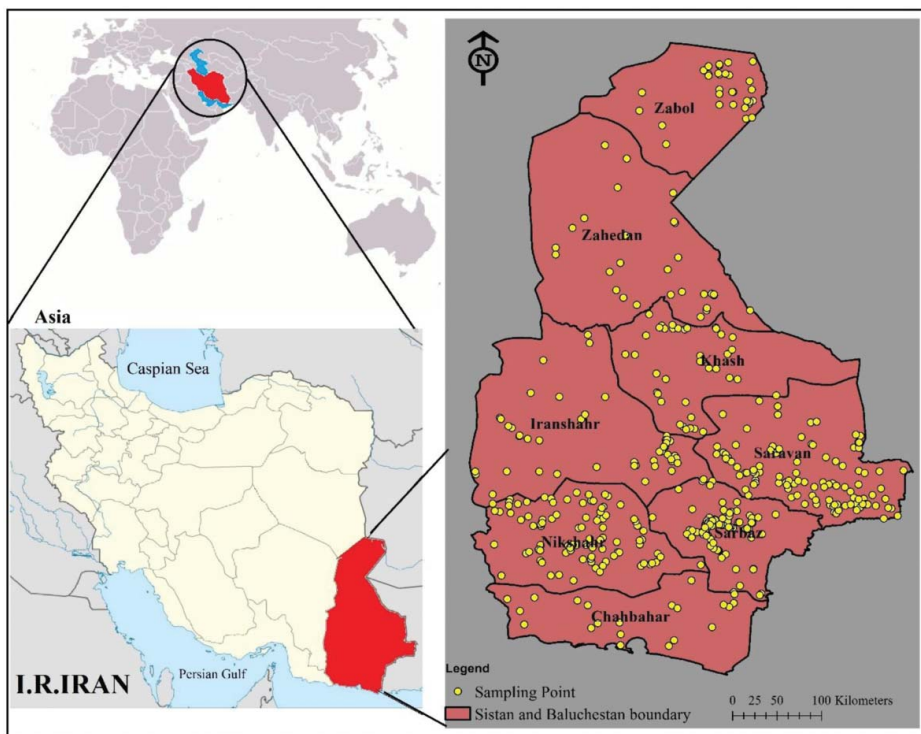 Asia
Caspian Sea
Persian Gulf
I.R.IRAN
N
Zabol
Zahedan
Khash
Iranshahr
Saravan
Nikshahr
Sarbaz
Chahbahar
Legend
Sampling Point
Sistan and Baluchestan boundary
0 25 50 100 Kilometers